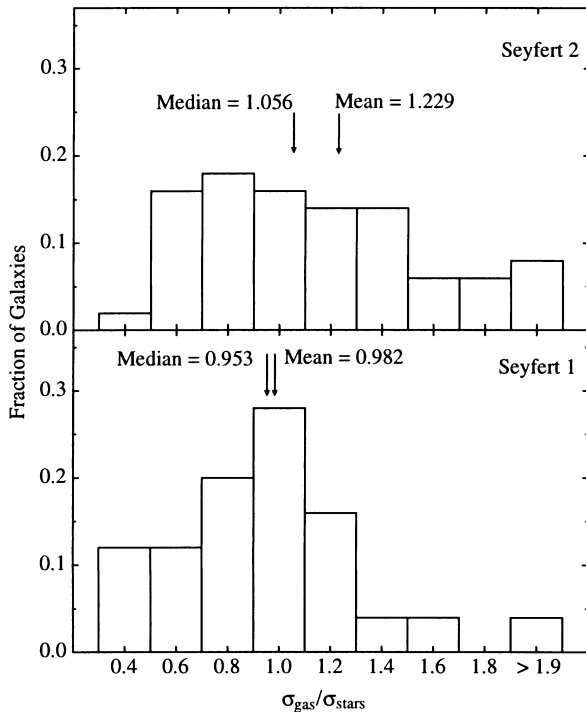 0.3
Seyfert 2
Median = 1.056
Mean = 1.229
0.2
0.1
0.0
Fraction of Galaxies
Median = 0.953
Mean = 0.982
Seyfert 1
0.3
0.2
0.1
0.0
0.4 0.6 0.8 1.0 1.2 1.4 1.6 1.8 > 1.9
σgas/σstars